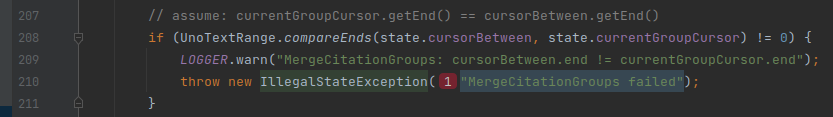 207 // assume: currentGroupCursor.getEnd() == cursorBetween.getEnd()
208 if (UnoTextRange.compareEnds(state.cursorBetween, state.currentGroupCursor) != 0) {
209 LOGGER.warn("MergeCitationGroups: cursorBetween.end != currentGroupCursor.end");
210 throw new IllegalStateException( 1 "MergeCitationGroups failed");
211 }